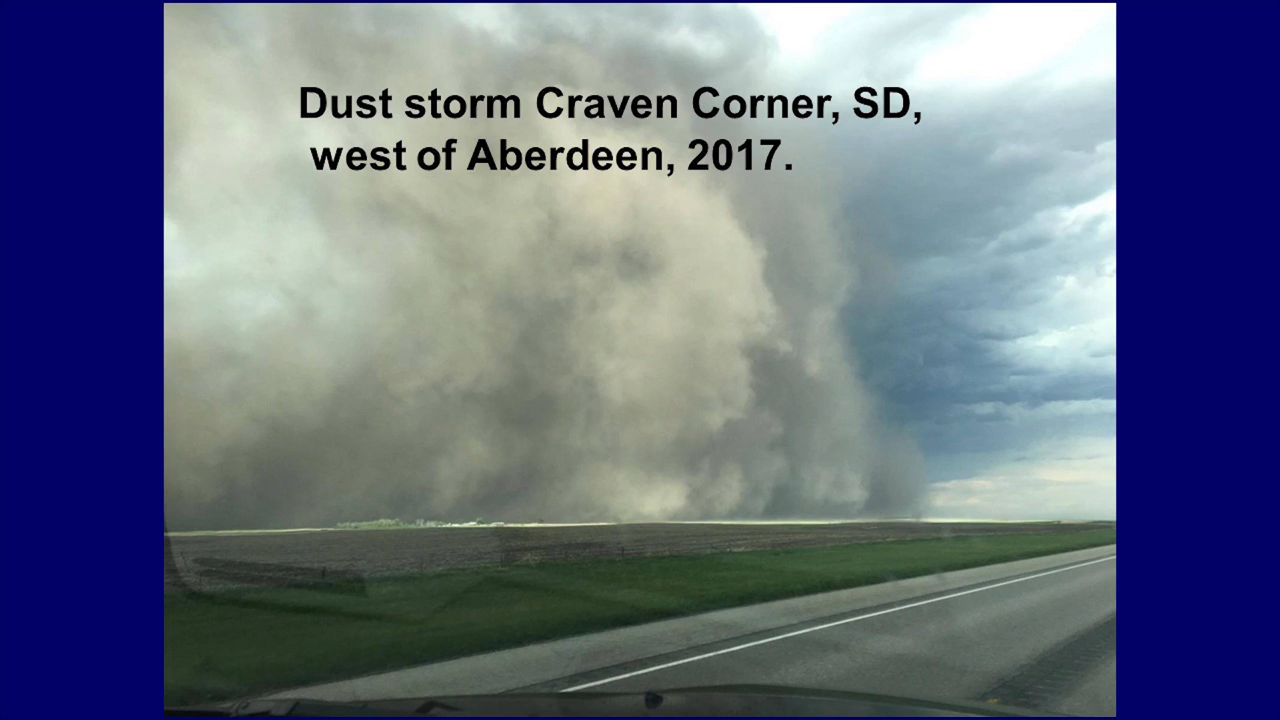 Dust storm Craven Corner, SD,
west of Aberdeen, 2017.